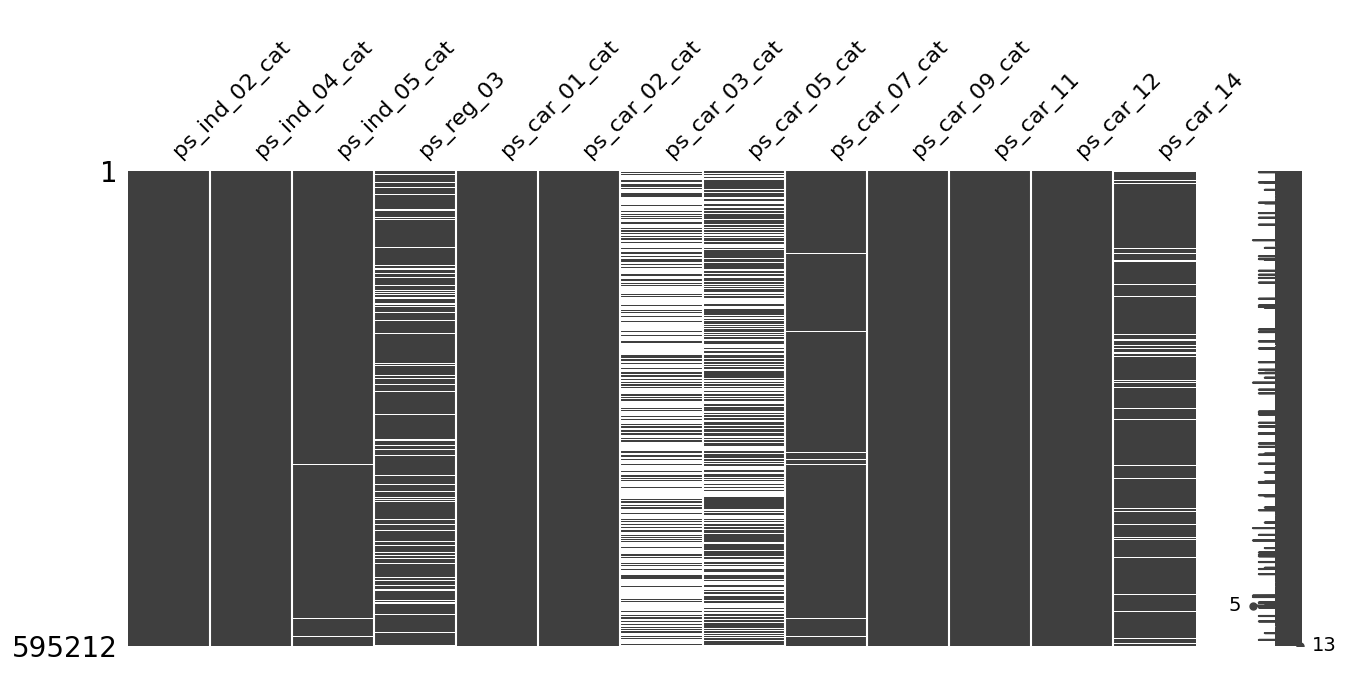 ps_ind_02_cat
ps_ind_04_cat
ps_ind_05_cat
ps_reg_03
ps_car_01_cat
ps_car_02_cat
ps_car_03_cat
ps_car_05_cat
ps_car_07_cat
ps_car_09_cat
ps_car_11
ps_car_12
ps_car_14
1
5
595212
13